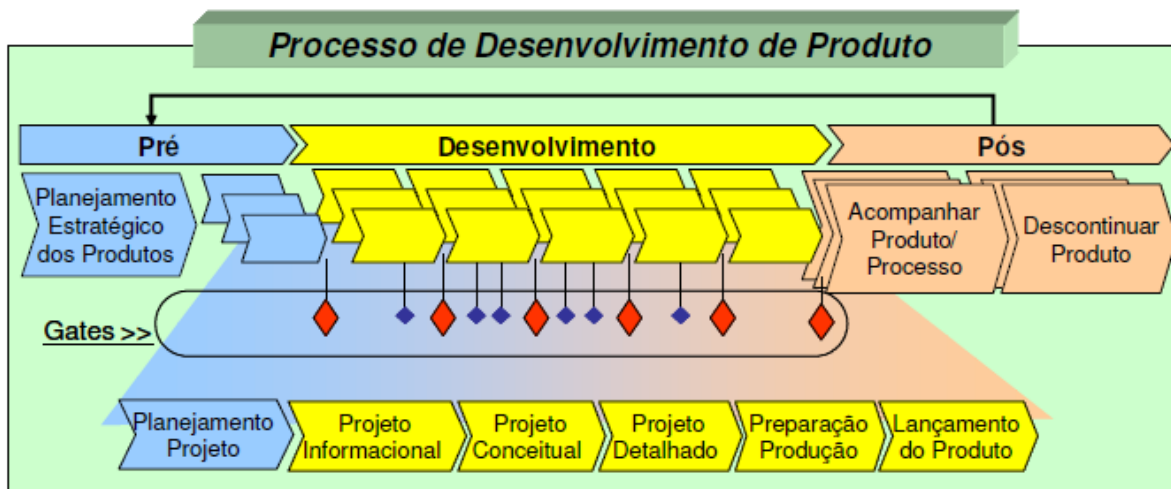 Processo de Desenvolvimento de Produto
Pré
Desenvolvimento
Pós
Planejamento
Estratégico
dos Produtos
Acompanhar
Produto/
Processo
Descontinuar
Produto
Gates >>
Planejamento
Projeto
Projeto
Informacional
Projeto
Conceitual
Projeto
Detalhado
Preparação
Produção
Lançamento
do Produto